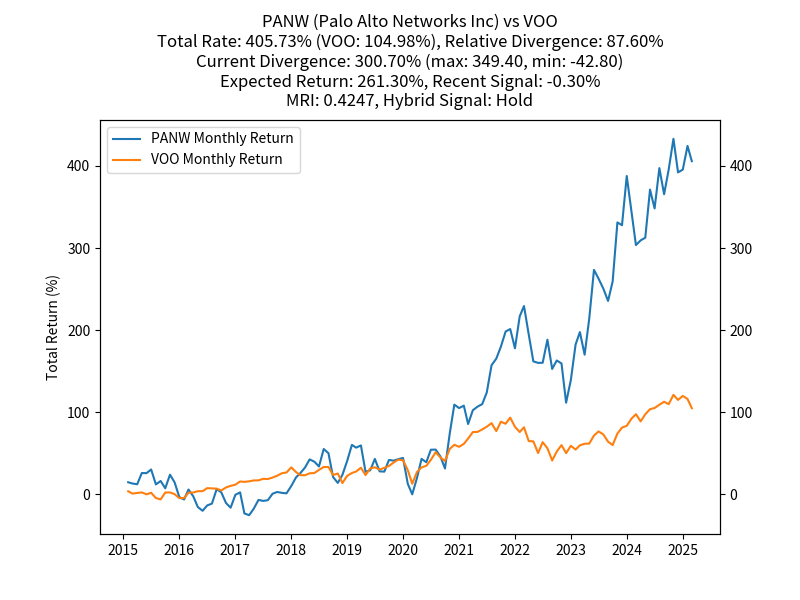 PANW (Palo Alto Networks Inc) vs VOO
Total Rate: 405.73% (VOO: 104.98%), Relative Divergence: 87.60%
Current Divergence: 300.70% (max: 349.40, min: -42.80)
Expected Return: 261.30%, Recent Signal: -0.30%
MRI: 0.4247, Hybrid Signal: Hold
PANW Monthly Return
VOO Monthly Return
Total Return (%)
400
300
200
100
0
400
300
200
100
0
2015 2016 2017 2018 2019 2020 2021 2022 2023 2024 2025